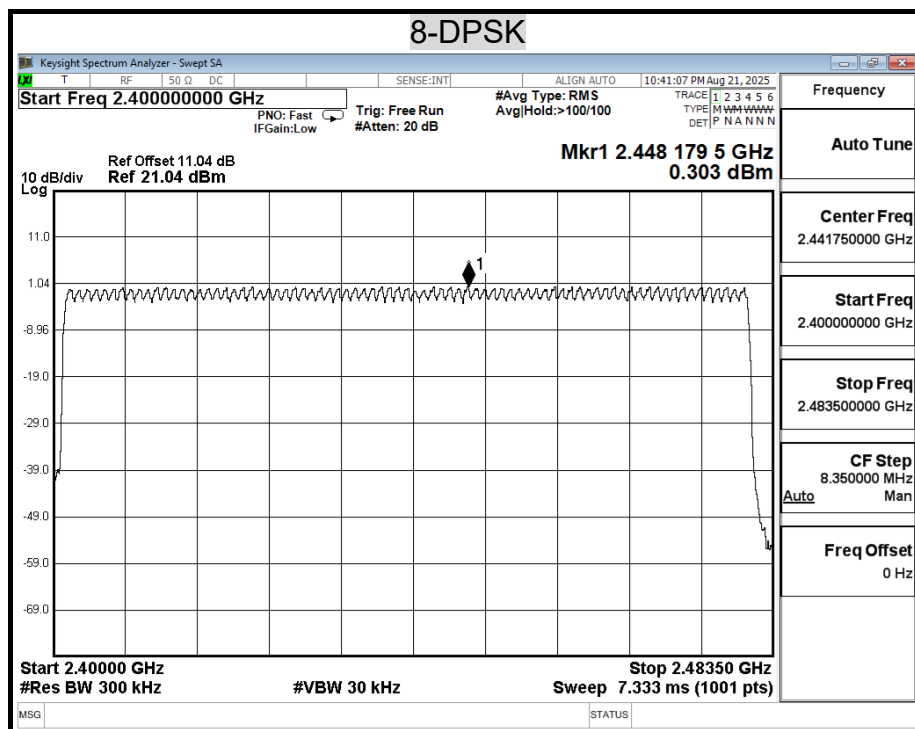 8-DPSK
Keysight Spectrum Analyzer - Swept SA
LXI T RF 50 Ω DC SENSE:INT ALIGN AUTO 10:41:07 PM Aug 21, 2025
Start Freq 2.400000000 GHz
PNO: Fast
IFGain:Low
Trig: Free Run
#Atten: 20 dB
#Avg Type: RMS
Avg|Hold:>100/100
TRACE 1 2 3 4 5 6
TYPE M WM WWWW
DET P N A N N N
Ref Offset 11.04 dB
10 dB/div Ref 21.04 dBm
Log
Mkr1 2.448 179 5 GHz
0.303 dBm
11.0
1.04
-8.96
-19.0
-29.0
-39.0
-49.0
-59.0
-69.0
1
Start 2.40000 GHz
Stop 2.48350 GHz
#Res BW 300 kHz
#VBW 30 kHz
Sweep 7.333 ms (1001 pts)
MSG
STATUS
Frequency
Auto Tune
Center Freq
2.441750000 GHz
Start Freq
2.400000000 GHz
Stop Freq
2.483500000 GHz
CF Step
8.350000 MHz
Auto Man
Freq Offset
0 Hz